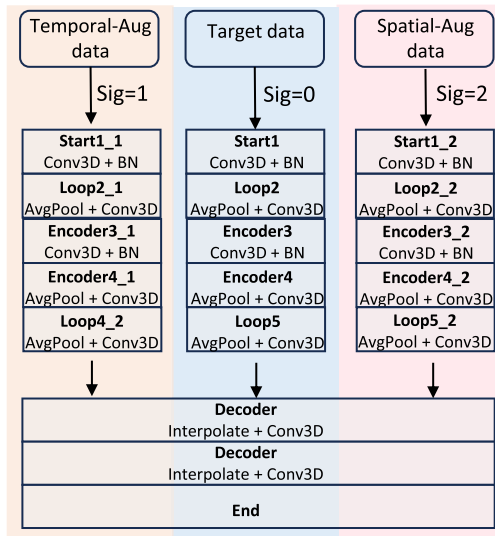 Temporal-Aug
data
Target data
Spatial-Aug
data
Sig=1
Sig=0
Sig=2
Start1_1
Conv3D + BN
Loop2_1
AvgPool + Conv3D
Encoder3_1
Conv3D + BN
Encoder4_1
AvgPool + Conv3D
Loop4_2
AvgPool + Conv3D
Start1
Conv3D + BN
Loop2
AvgPool + Conv3D
Encoder3
Conv3D + BN
Encoder4
AvgPool + Conv3D
Loop5
AvgPool + Conv3D
Start1_2
Conv3D + BN
Loop2_2
AvgPool + Conv3D
Encoder3_2
Conv3D + BN
Encoder4_2
AvgPool + Conv3D
Loop5_2
AvgPool + Conv3D
Decoder
Interpolate + Conv3D
Decoder
Interpolate + Conv3D
End